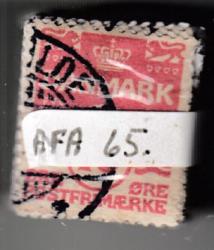 DANMARK
AFA 65.
ØRE
POSTFRIMÆRKE